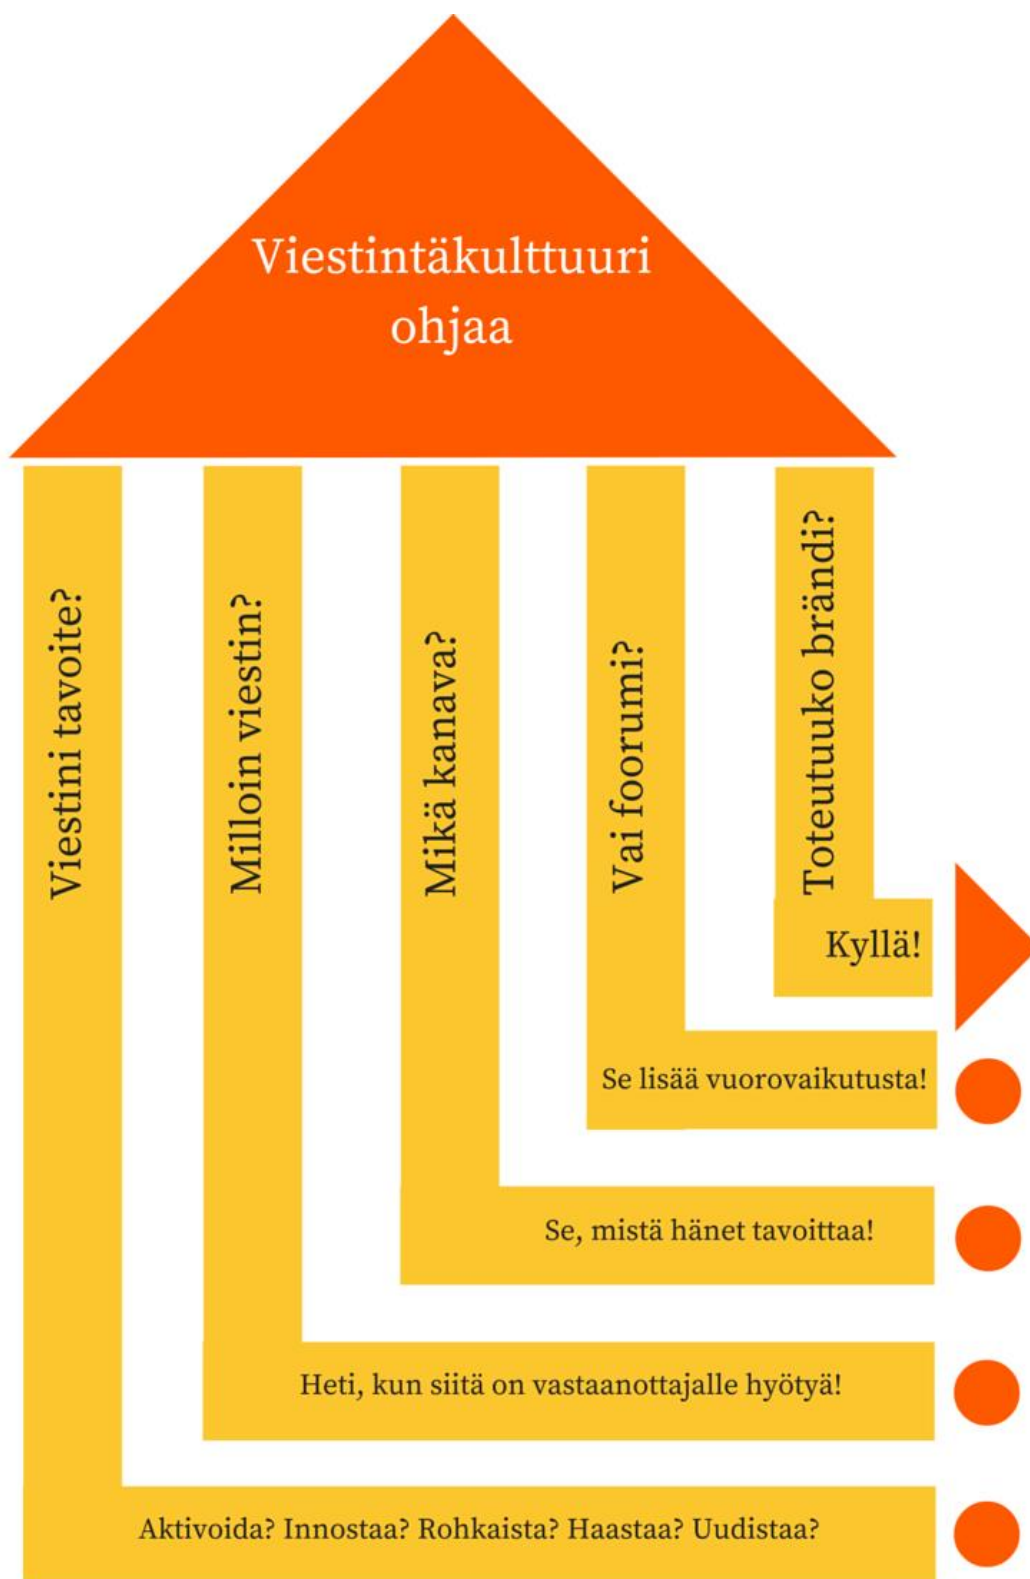 Viestintäkulttuuri
ohjaa
Viestini tavoite?
Milloin viestin?
Mikä kanava?
Vai foorumi?
Toteutuuko brändi?
Kyllä!
Se lisää vuorovaikutusta!
Se, mistä hänet tavoittaa!
Heti, kun siitä on vastaanottajalle hyötyä!
Aktivoida? Innostaa? Rohkaista? Haastaa? Uudistaa?